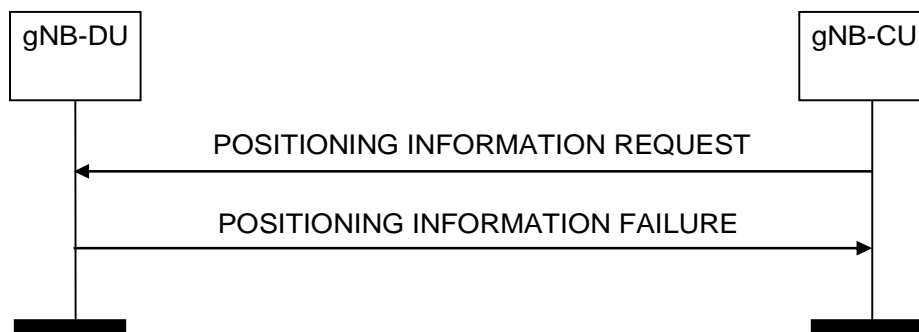 gNB-DU
gNB-CU
POSITIONING INFORMATION REQUEST
POSITIONING INFORMATION FAILURE